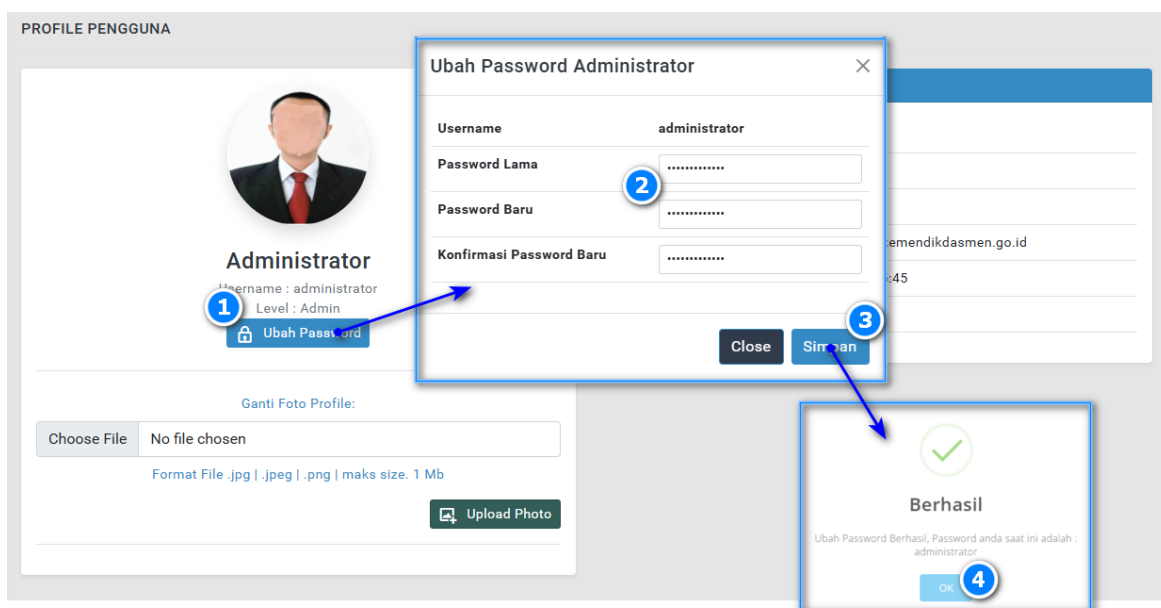 PROFILE PENGGUNA
Administrator
Username : administrator
Level : Admin
1
Ubah Password
Ganti Foto Profile:
Choose File No file chosen
Format File .jpg | .jpeg | .png | maks size. 1 Mb
Upload Photo
Ubah Password Administrator
Username administrator
Password Lama •••••••••••••
2
Password Baru •••••••••••••
Konfirmasi Password Baru •••••••••••••
3
Close Simpan
emendikdasmen.go.id
:45
Berhasil
Ubah Password Berhasil, Password anda saat ini adalah :
administrator
OK
4